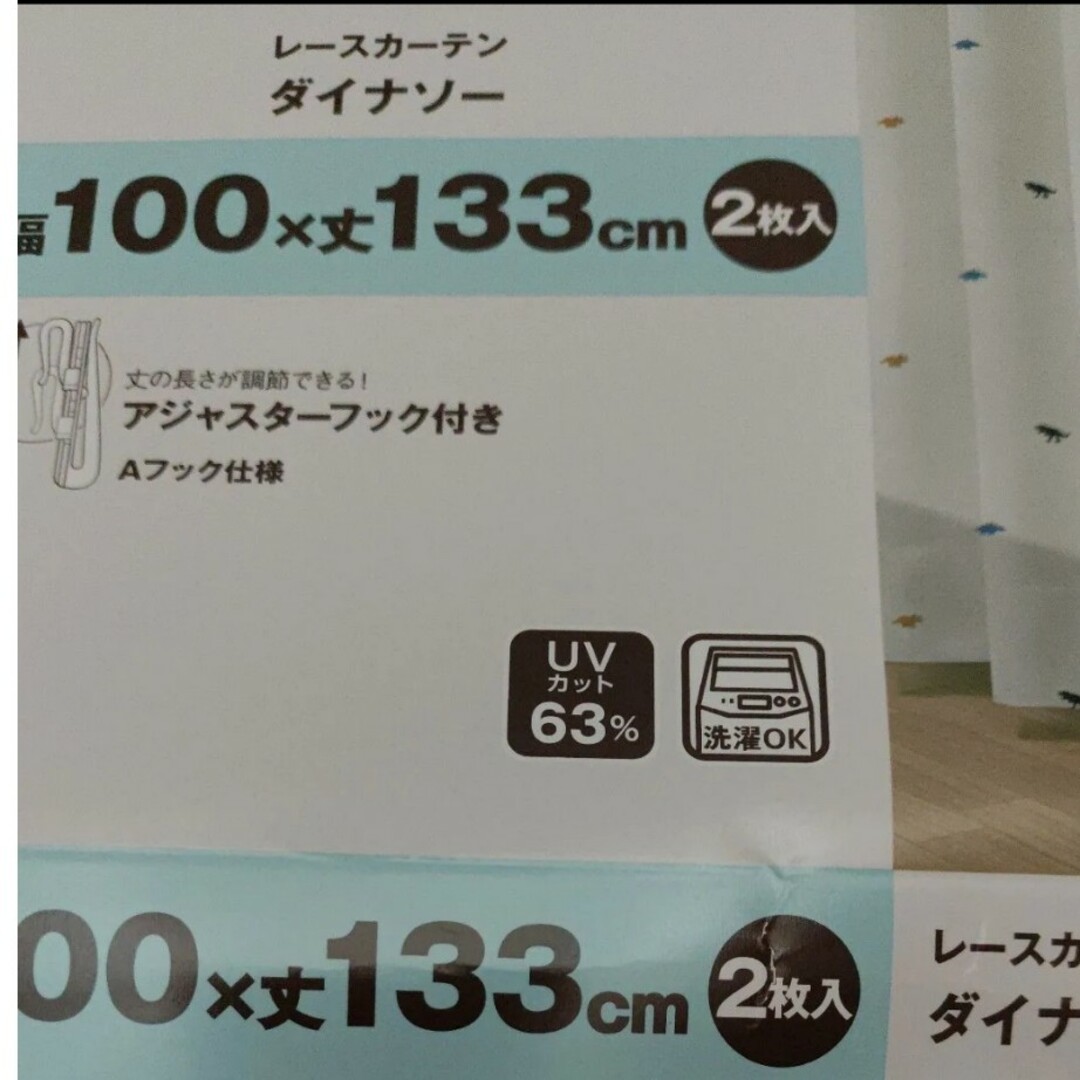 レースカーテン
ダイナソー
幅100×丈133cm 2枚入
丈の長さが調節できる!
アジャスターフック付き
Aフック仕様
UV
カット
63%
洗濯OK
00×丈133cm 2枚入
レースカ
ダイナ